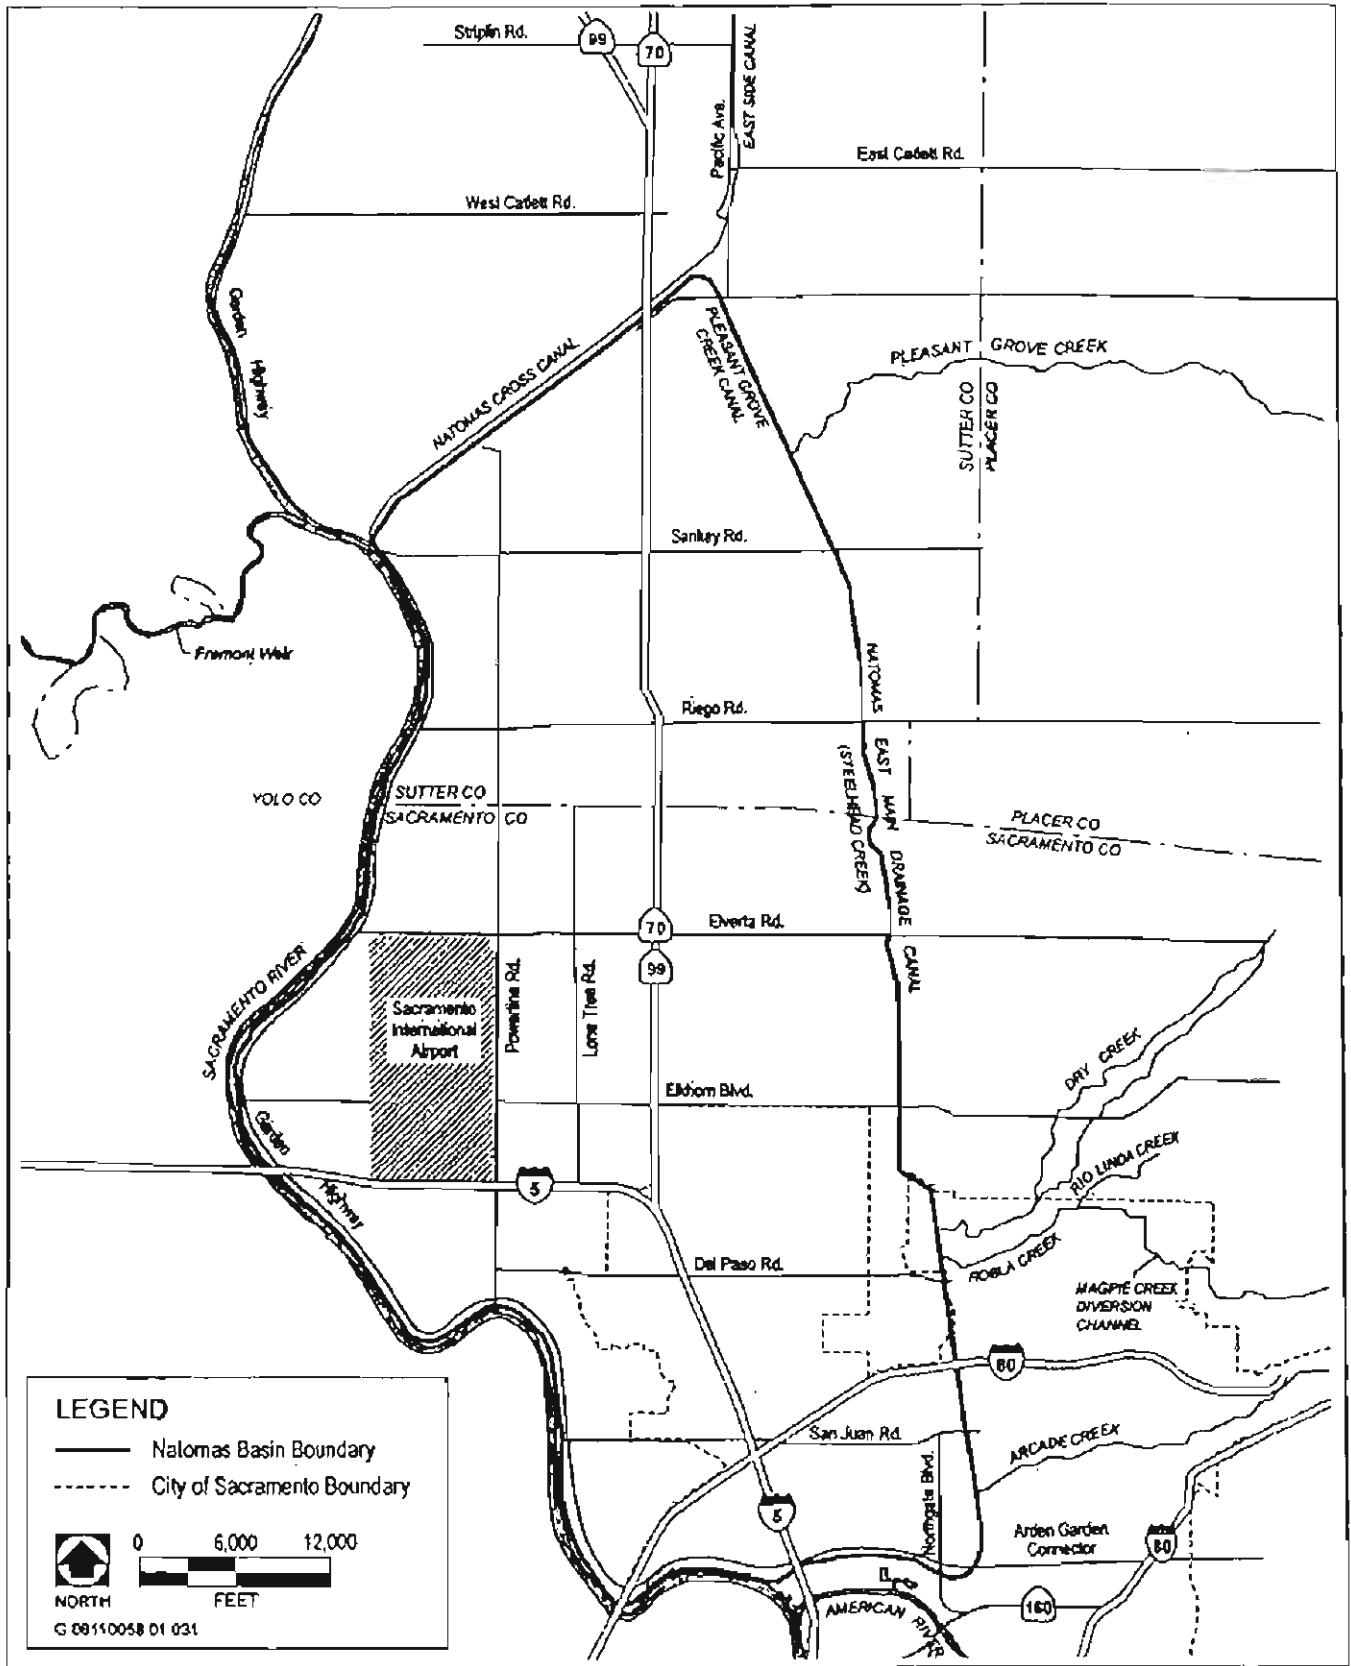 Striplin Rd.
99
70
EAST SIDE CANAL
Pacific Ave.
East Catlett Rd.
West Catlett Rd.
Garden Highway
NATOMAS CROSS CANAL
PLEASANT GROVE
CREEK CANAL
PLEASANT GROVE CREEK
SUTTER CO
PLACER CO
Sankey Rd.
Fremont Weir
NATOMAS EAST MAIN DRAINAGE CANAL
(STEELHEAD CREEK)
Riego Rd.
YOLO CO
SUTTER CO
SACRAMENTO CO
PLACER CO
SACRAMENTO CO
70
Elverta Rd.
99
SACRAMENTO RIVER
Sacramento
International
Airport
Powerline Rd.
Lone Tree Rd.
Elkhorn Blvd.
DRY CREEK
Garden Highway
5
RIO LINDA CREEK
Del Paso Rd.
ROBLA CREEK
MAGPIE CREEK
DIVERSION
CHANNEL
80
San Juan Rd.
ARCADE CREEK
Northgate Blvd.
5
Arden Garden
Connector
80
160
AMERICAN RIVER
LEGEND
Natomas Basin Boundary
City of Sacramento Boundary
0 6,000 12,000
FEET
NORTH
G 08110058 01 031